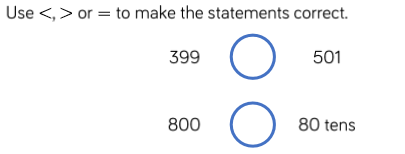 Use <, > or = to make the statements correct.
399 501
800 80 tens